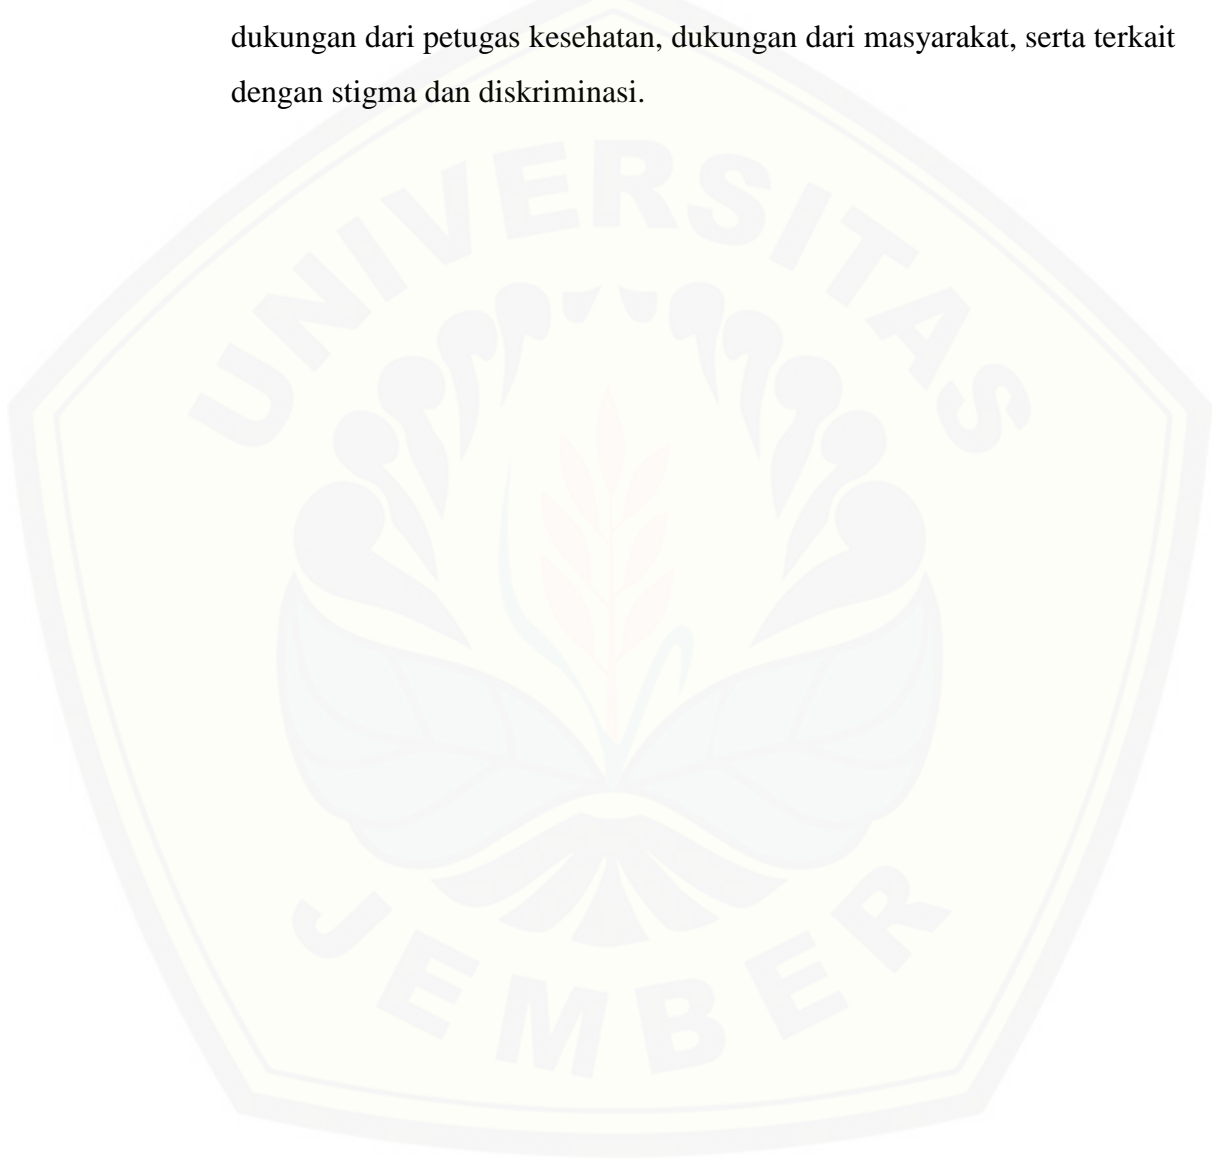 dukungan dari petugas kesehatan, dukungan dari masyarakat, serta terkait
dengan stigma dan diskriminasi.
UNIVERSITAS
JEMBER